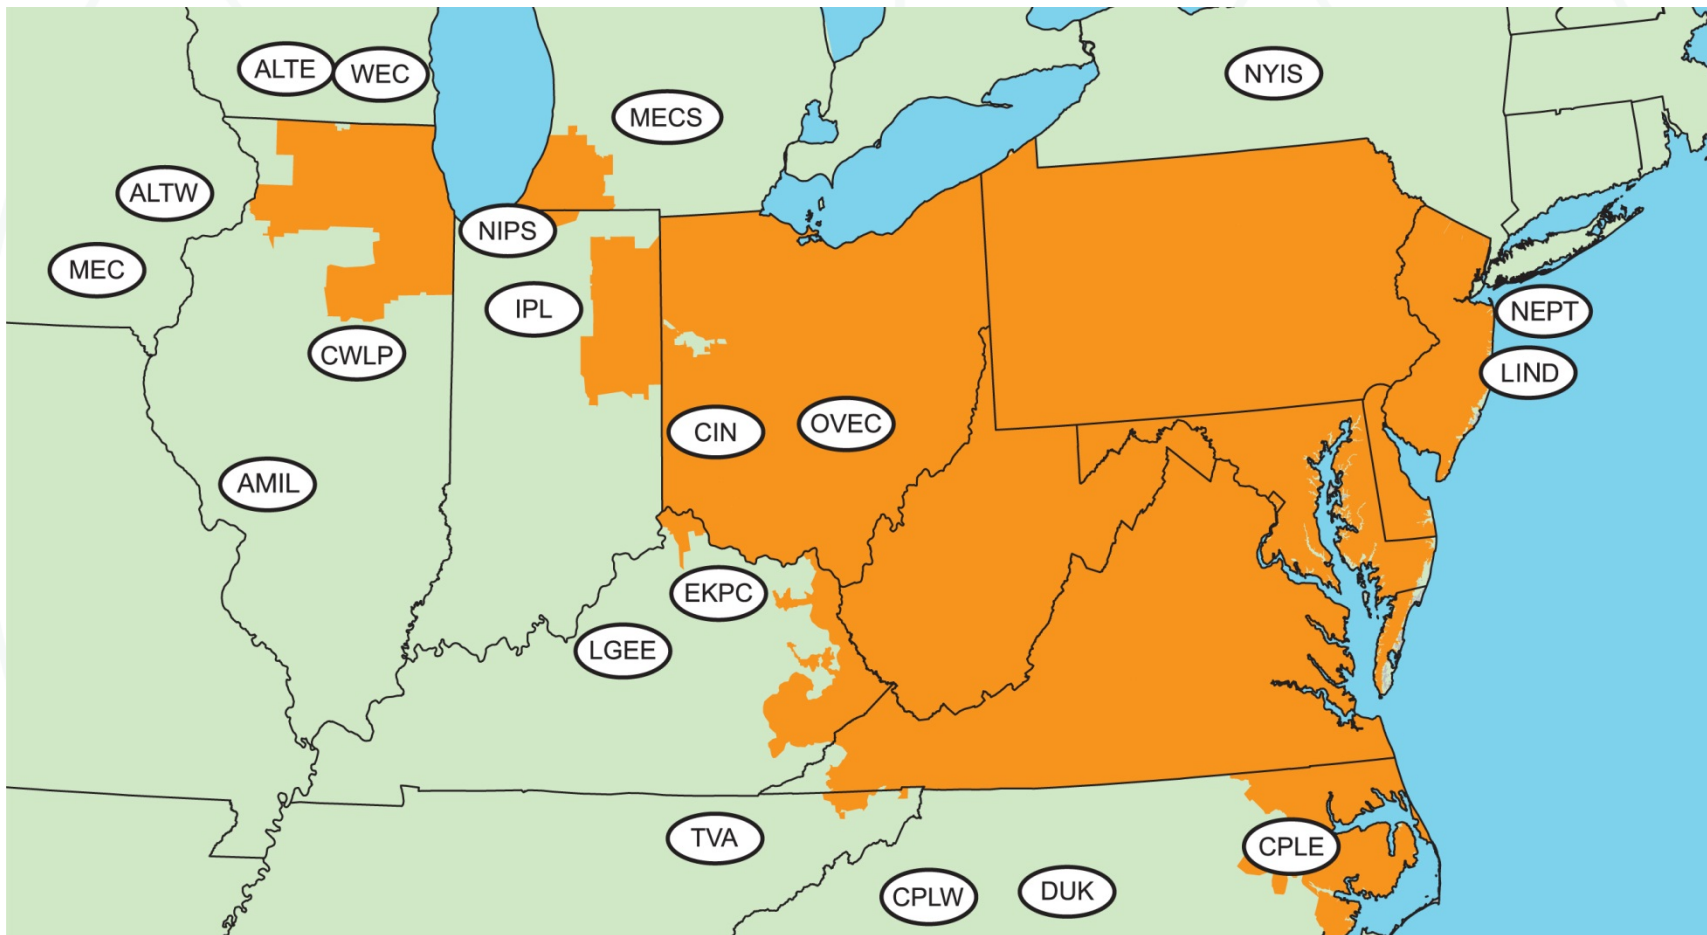 ALTE
WEC
NYIS
MECS
ALTW
NIPS
MEC
IPL
NEPT
CWLP
LIND
CIN
OVEC
AMIL
EKPC
LGEE
TVA
CPLE
CPLW
DUK